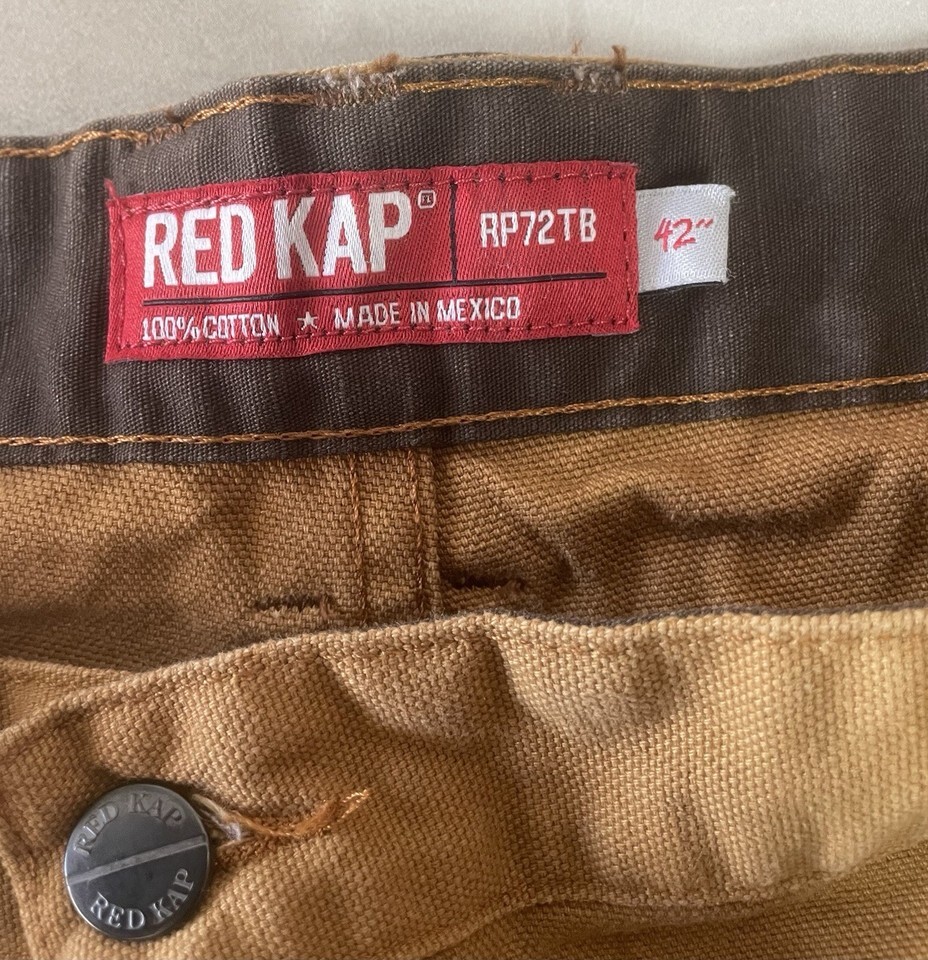 RED KAP®
RP72TB
42"
100% COTTON ★ MADE IN MEXICO
RED KAP
RED KAP